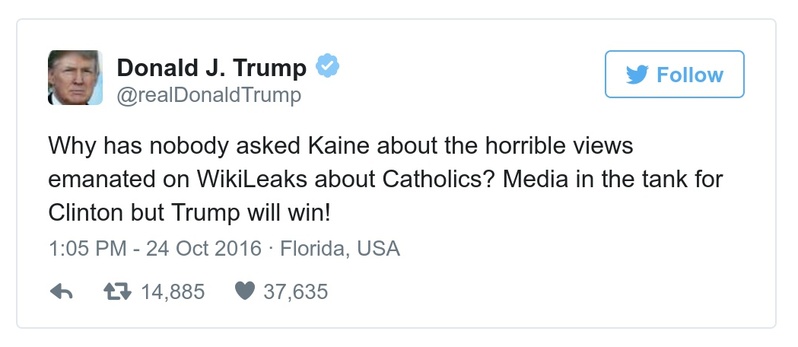 Donald J. Trump
@realDonaldTrump
Follow
Why has nobody asked Kaine about the horrible views
emanated on WikiLeaks about Catholics? Media in the tank for
Clinton but Trump will win!
1:05 PM - 24 Oct 2016 · Florida, USA
14,885 37,635